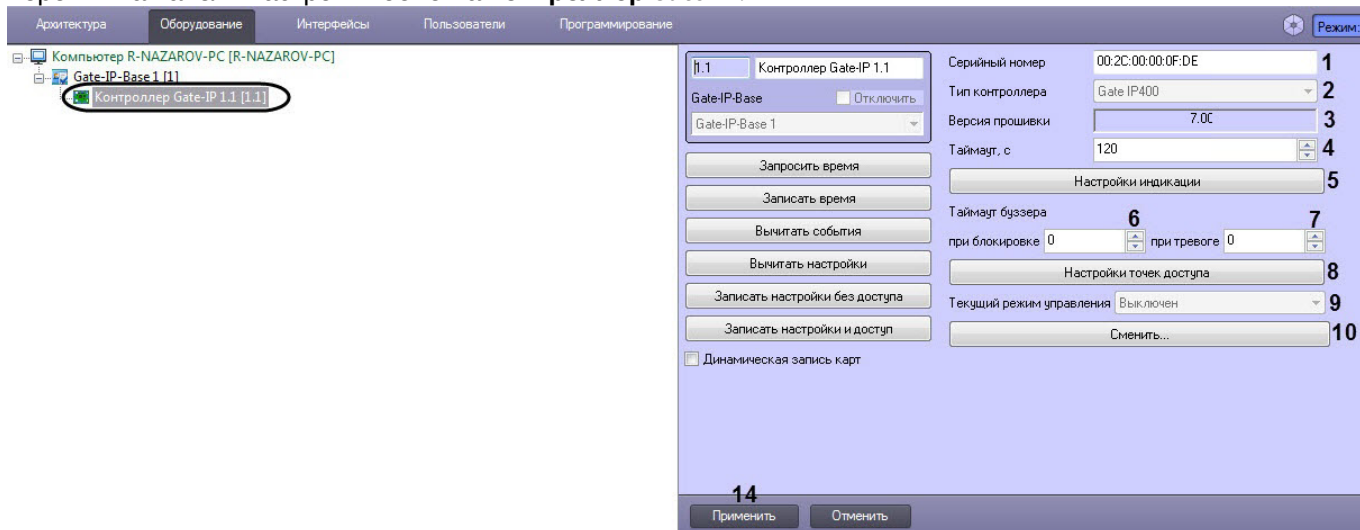 Архитектура Оборудование Интерфейсы Пользователи Программирование Режим:
Компьютер R-NAZAROV-PC [R-NAZAROV-PC]
Gate-IP-Base 1 [1]
Контроллер Gate-IP 1.1 [1.1]
1.1 Контроллер Gate-IP 1.1
Gate-IP-Base Отключить
Gate-IP-Base 1
Запросить время
Записать время
Вычитать события
Вычитать настройки
Записать настройки без доступа
Записать настройки и доступ
Динамическая запись карт
Серийный номер 00:2C:00:00:0F:DE 1
Тип контроллера Gate IP400 2
Версия прошивки 7.0C 3
Таймаут, с 120 4
Настройки индикации 5
Таймаут буззера 6 7
при блокировке 0 при тревоге 0
Настройки точек доступа 8
Текущий режим управления Выключен 9
Сменить... 10
14
Применить Отменить